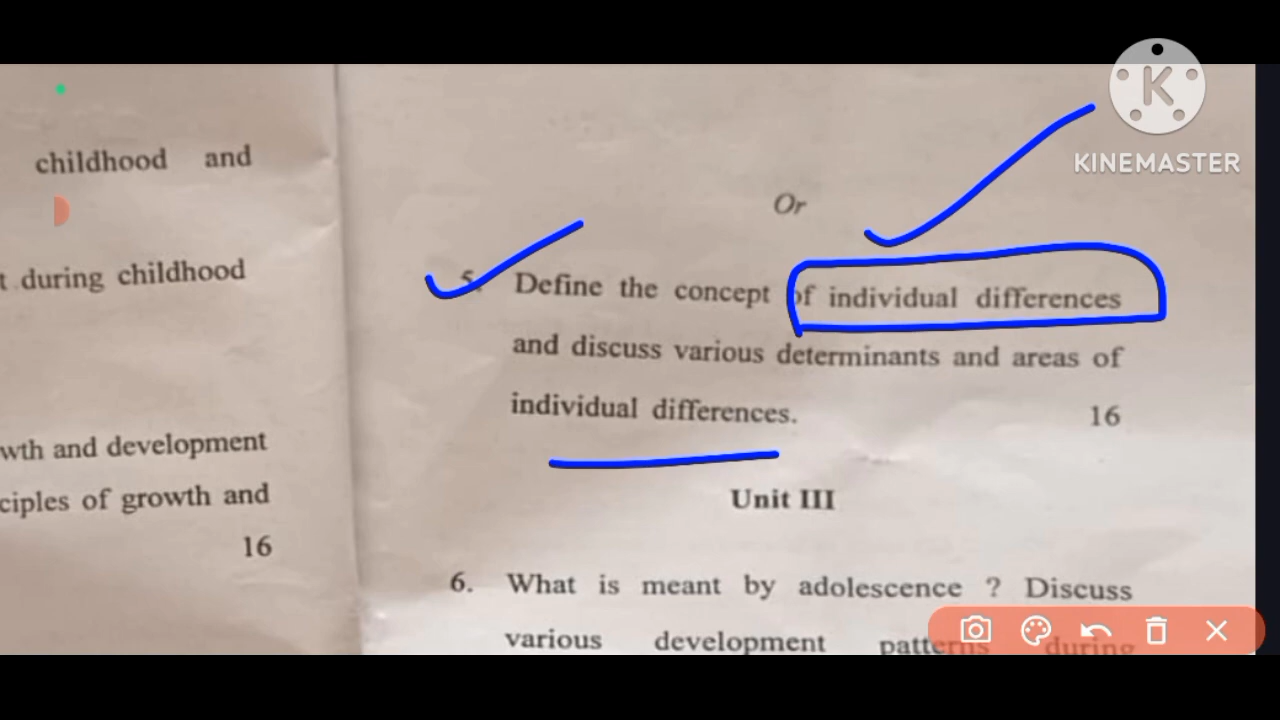 childhood and
t during childhood
wth and development
ciples of growth and
16
Or
5. Define the concept of individual differences
and discuss various determinants and areas of
individual differences. 16
Unit III
6. What is meant by adolescence ? Discuss
various development patterns during
K
KINEMASTER